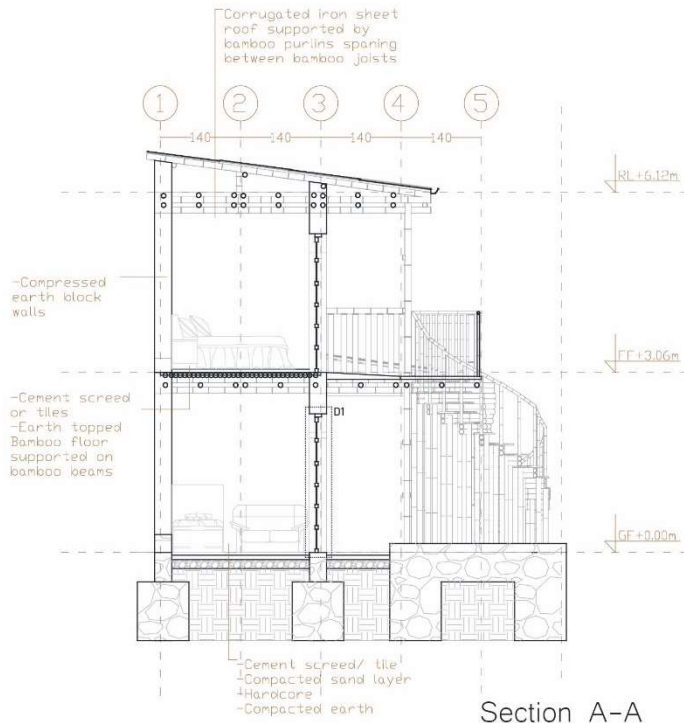 Corrugated iron sheet
roof supported by
bamboo purlins spaning
between bamboo joists
1 2 3 4 5
140 140 140 140
RL+6.12m
-Compressed
earth block
walls
FF+3.06m
-Cement screed
or tiles
-Earth topped
Bamboo floor
supported on
bamboo beams
D1
GF+0.00m
-Cement screed/ tile
-Compacted sand layer
-Hardcore
-Compacted earth
Section A-A